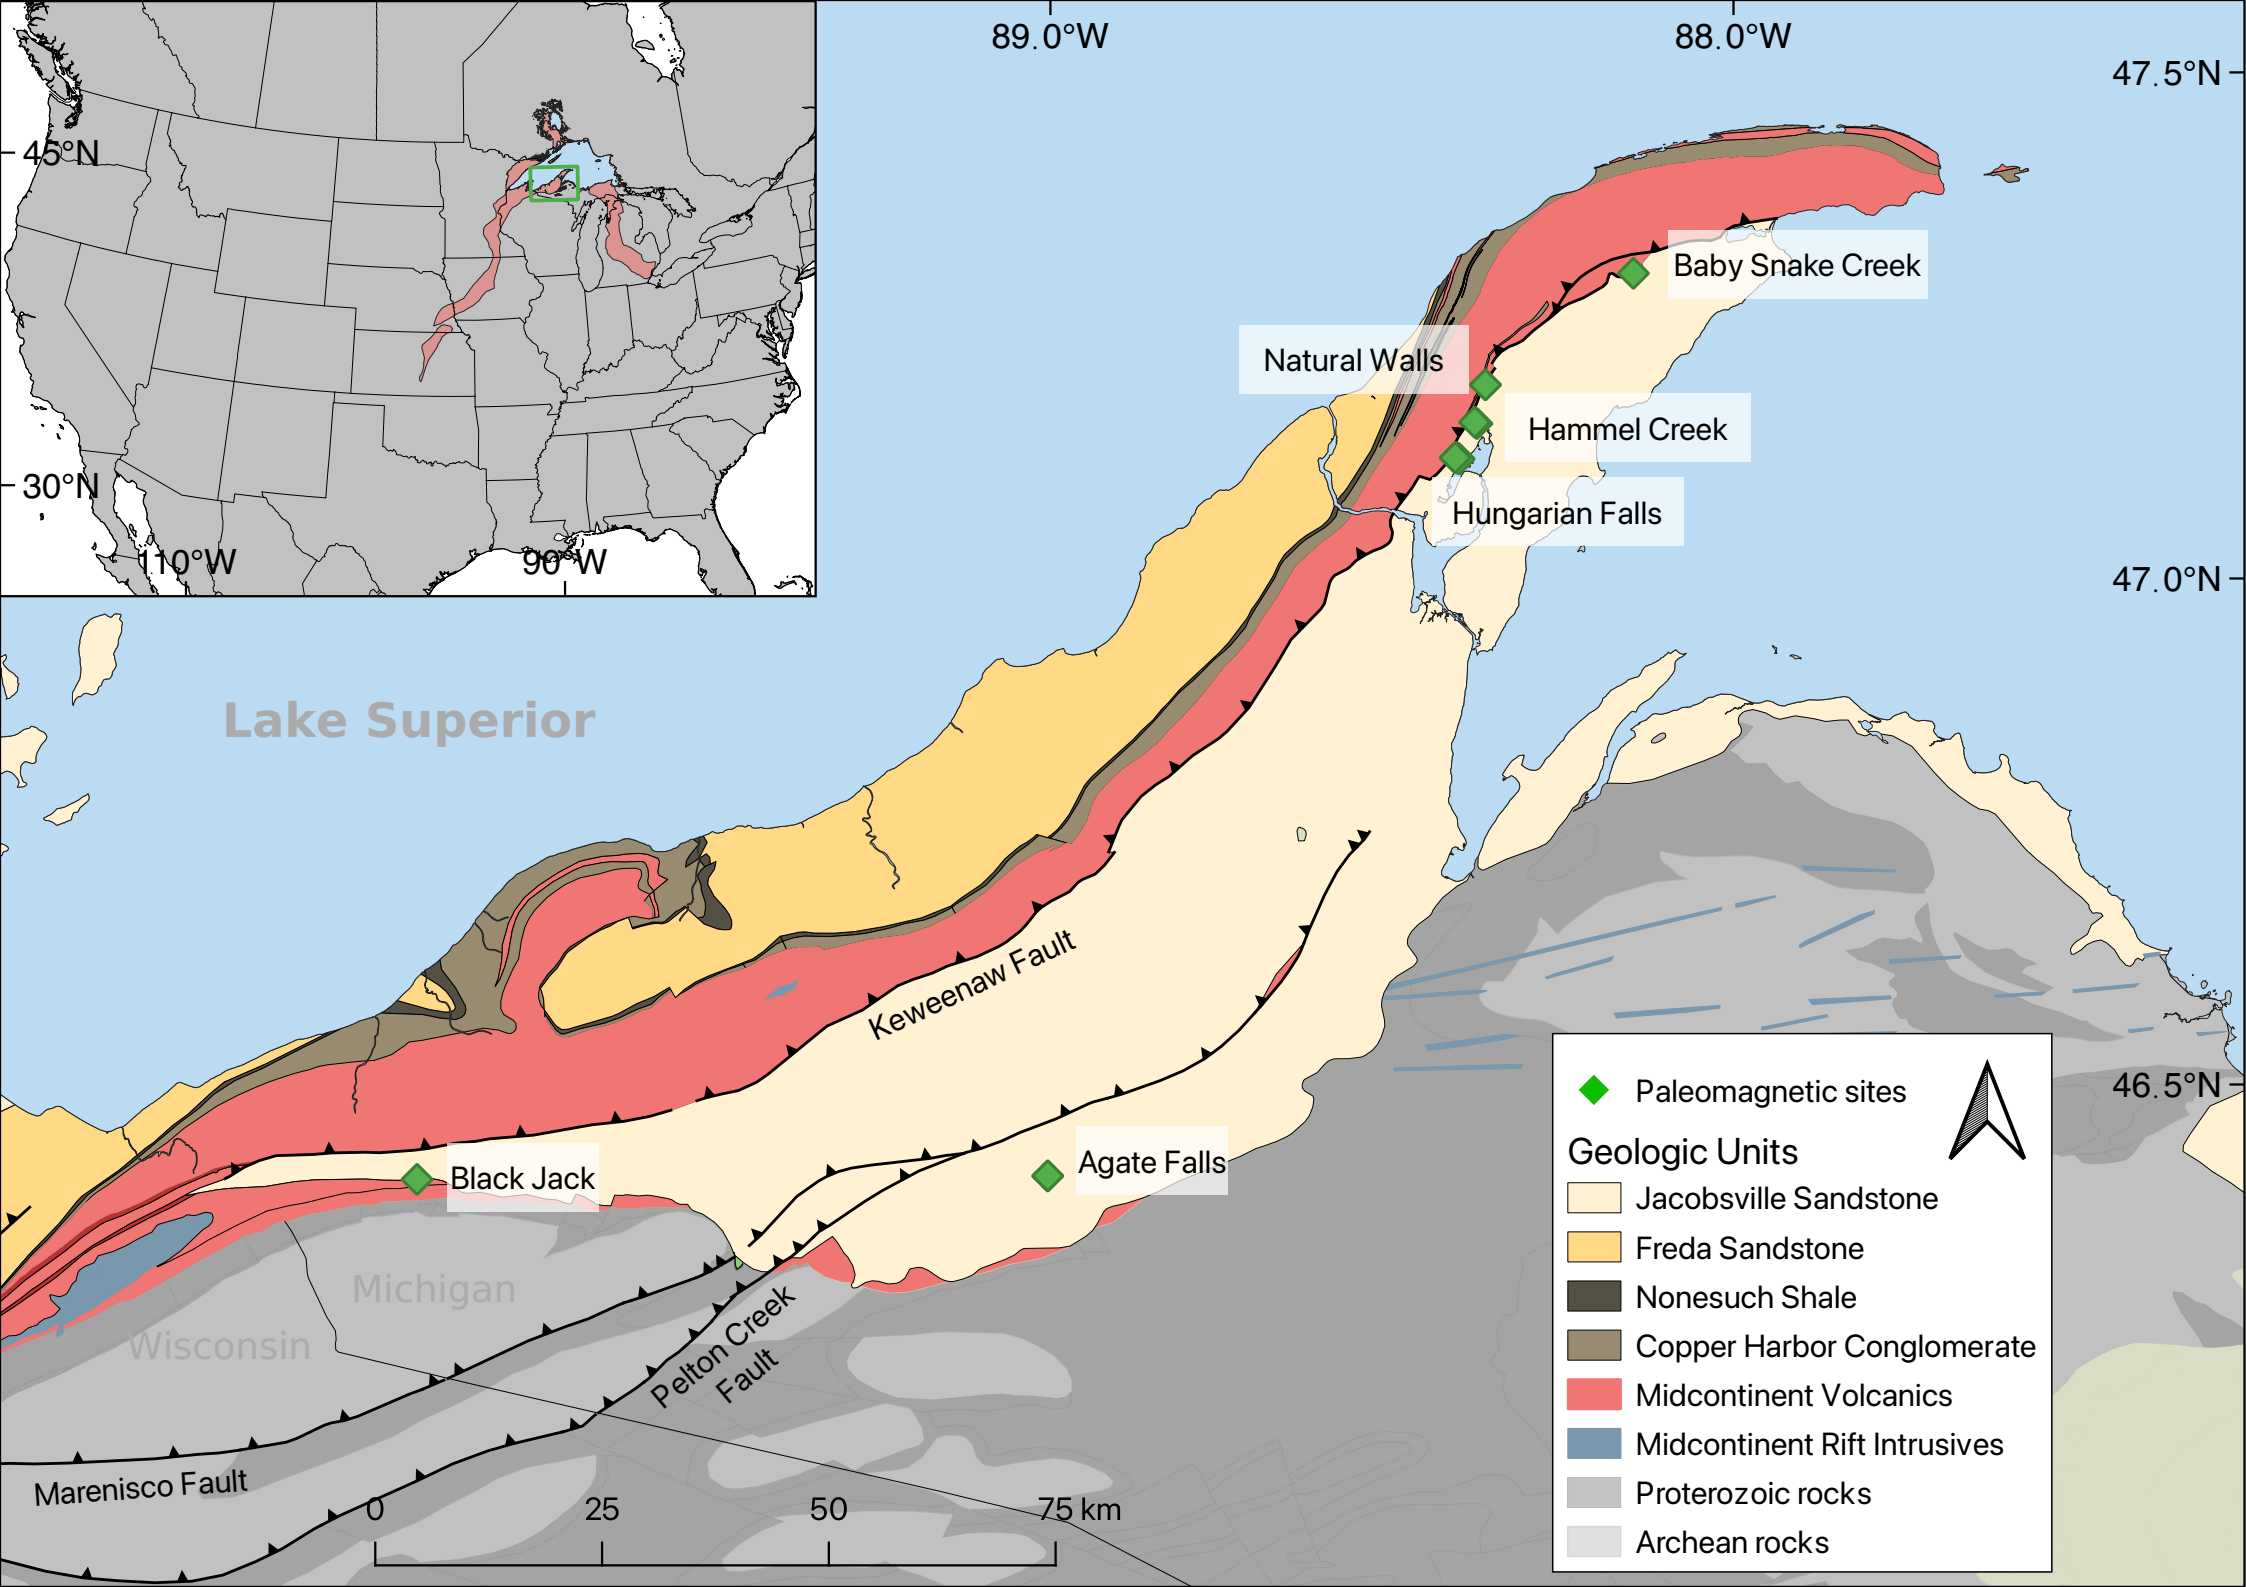 89.0°W
88.0°W
47.5°N
45°N
30°N
110°W
90°W
Baby Snake Creek
Natural Walls
Hammel Creek
Hungarian Falls
47.0°N
Lake Superior
Keweenaw Fault
46.5°N
Black Jack
Agate Falls
Michigan
Wisconsin
Pelton Creek
Fault
Marenisco Fault
0
25
50
75 km
Paleomagnetic sites
Geologic Units
Jacobsville Sandstone
Freda Sandstone
Nonesuch Shale
Copper Harbor Conglomerate
Midcontinent Volcanics
Midcontinent Rift Intrusives
Proterozoic rocks
Archean rocks